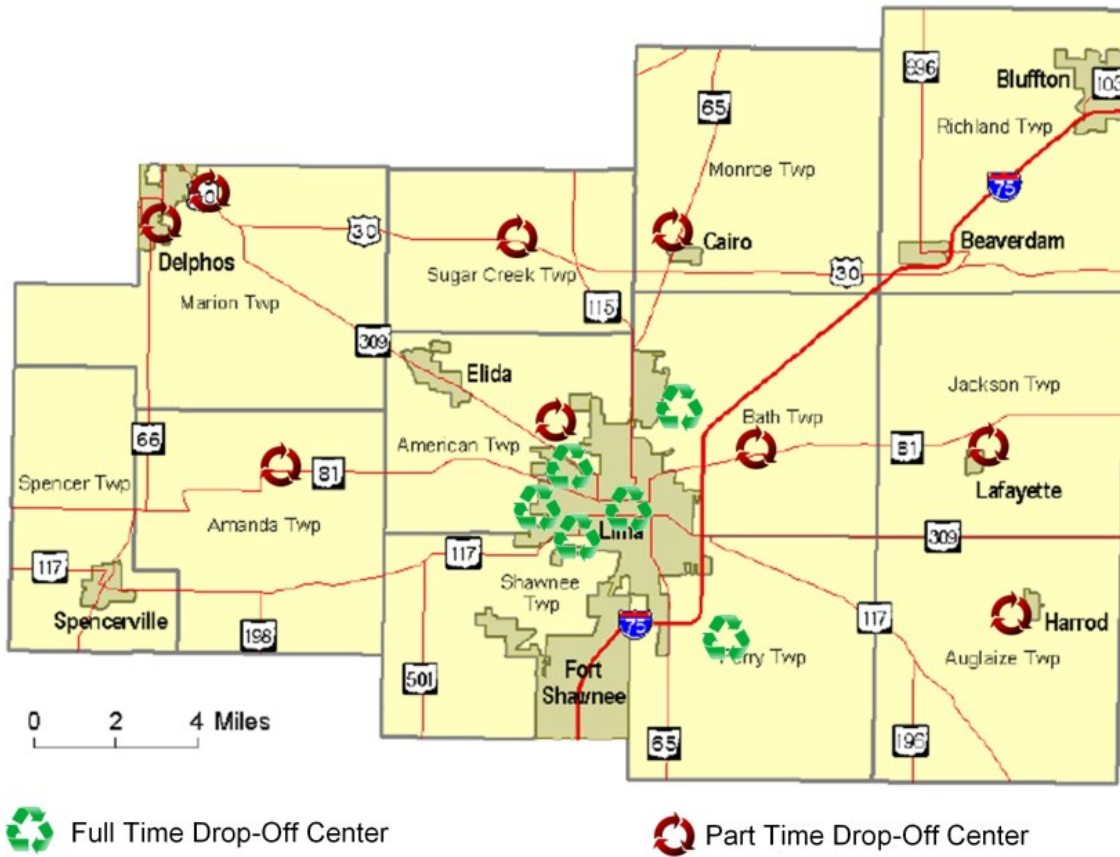 696
Bluffton
103
65
Richland Twp
Monroe Twp
75
30
Cairo
Beaverdam
Delphos
Sugar Creek Twp
30
Marion Twp
115
309
Elida
Jackson Twp
66
American Twp
Bath Twp
81
81
Spencer Twp
Lafayette
Amanda Twp
Lima
309
117
117
Shawnee
Twp
Spencerville
198
75
117
Harrod
Perry Twp
Auglaize Twp
Fort
Shawnee
501
0 2 4 Miles
65
196
Full Time Drop-Off Center
Part Time Drop-Off Center